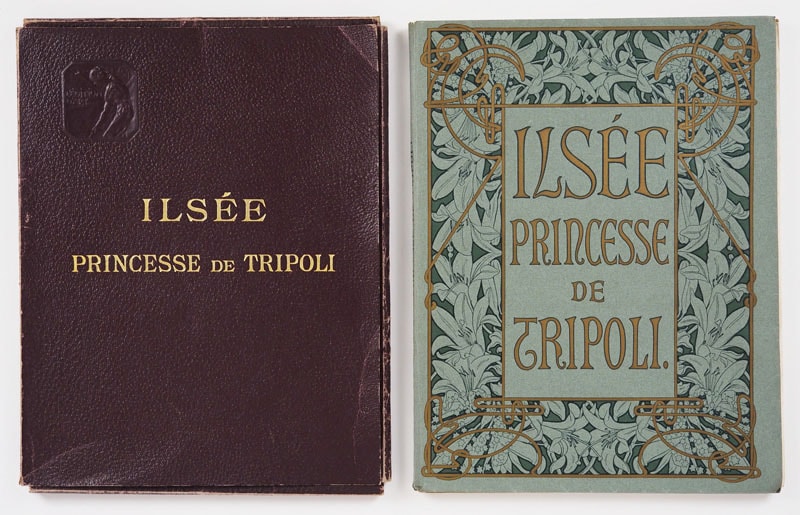 ILSÉE
PRINCESSE DE TRIPOLI
ILSÉE
PRINCESSE
DE
TRIPOLI.